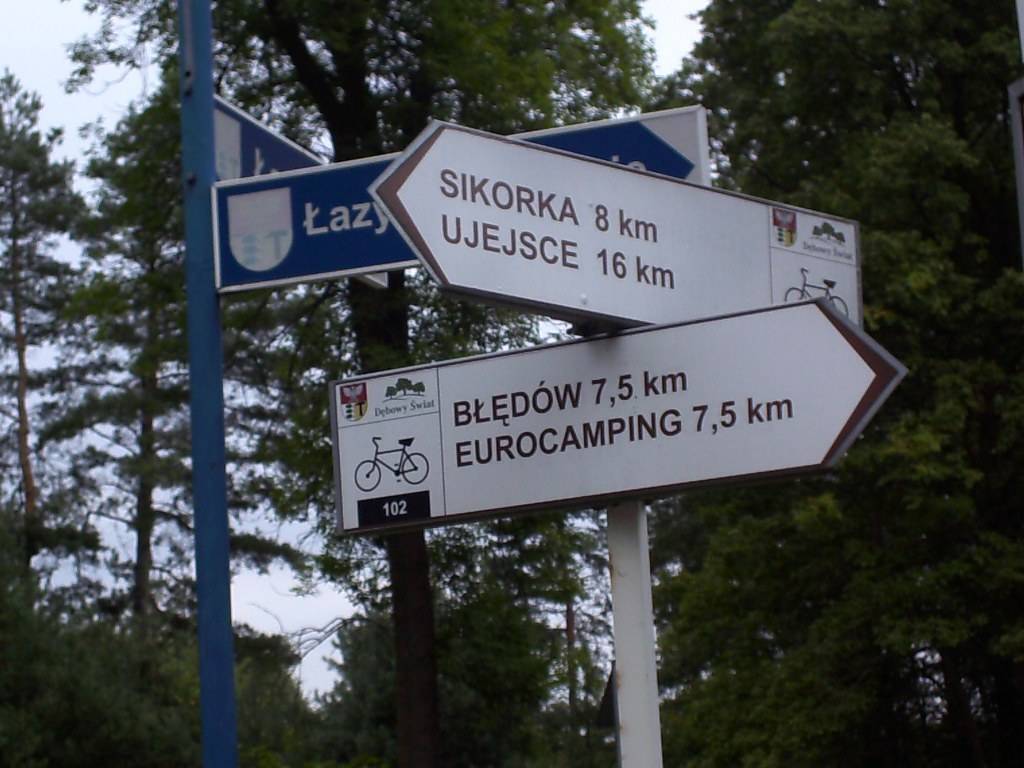 Łazy
SIKORKA 8 km
UJEJSCE 16 km
Dębowy Świat
Dębowy Świat
BŁĘDÓW 7,5 km
EUROCAMPING 7,5 km
102